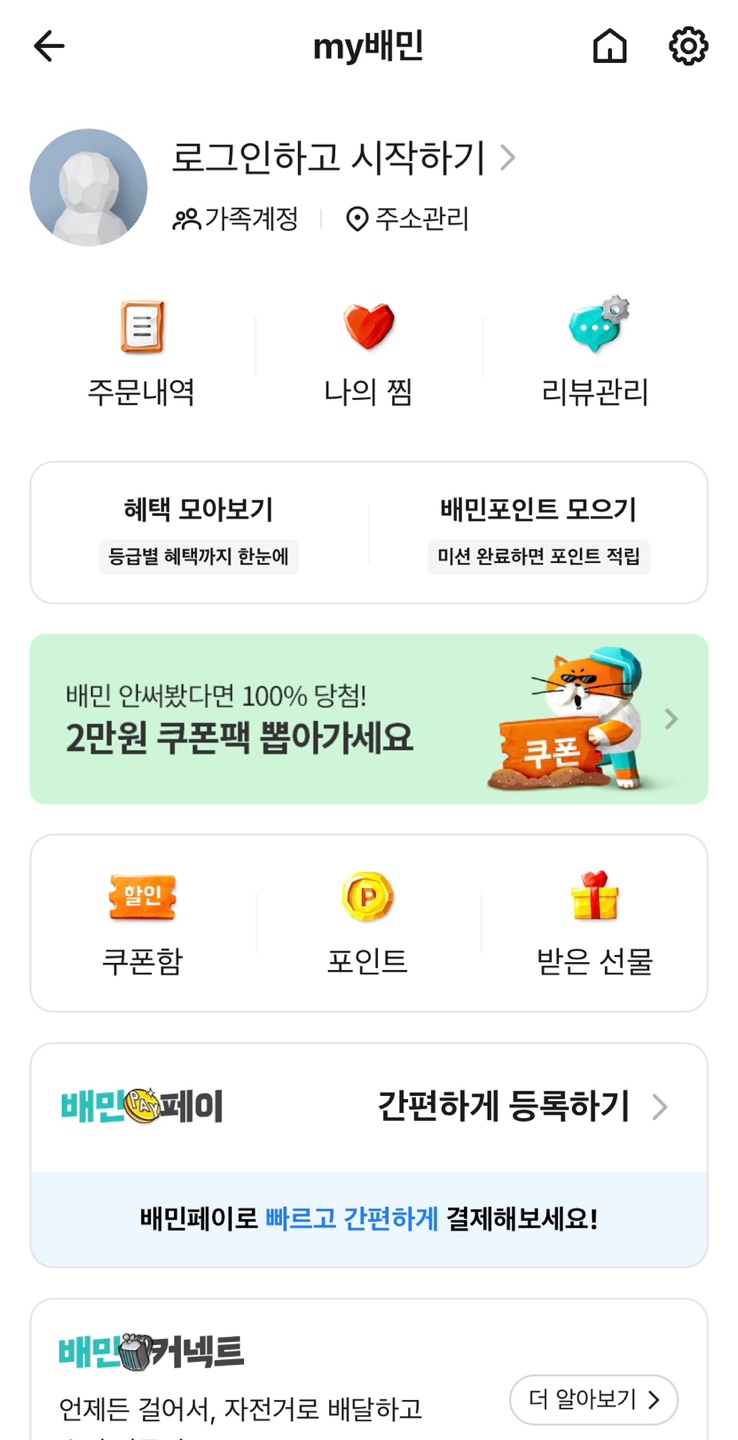 my배민
로그인하고 시작하기
가족계정
주소관리
주문내역
나의 찜
리뷰관리
혜택 모아보기
배민포인트 모으기
등급별 혜택까지 한눈에
미션 완료하면 포인트 적립
배민 안써봤다면 100% 당첨!
2만원 쿠폰팩 뽑아가세요
쿠폰
할인
P
쿠폰함
포인트
받은 선물
배민PAY페이
간편하게 등록하기
배민페이로 빠르고 간편하게 결제해보세요!
배민커넥트
언제든 걸어서, 자전거로 배달하고
더 알아보기